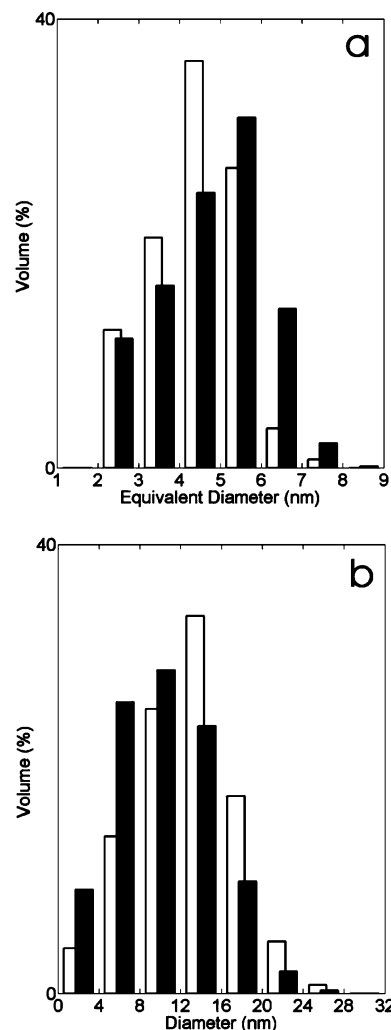 40
a
Volume (%)
0
1 2 3 4 5 6 7 8 9
Equivalent Diameter (nm)
40
b
Volume (%)
0
0 4 8 12 16 20 24 28 32
Diameter (nm)